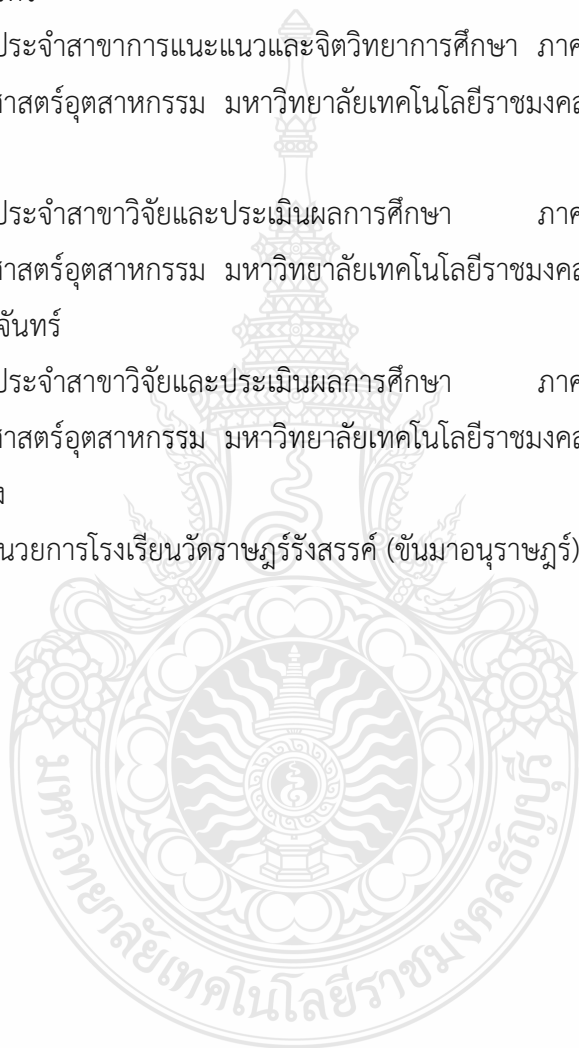 ประจำสาขาการแนะแนวและจิตวิทยาการศึกษา ภาค
ศาสตร์อุตสาหกรรม มหาวิทยาลัยเทคโนโลยีราชมงคล
ประจำสาขาวิจัยและประเมินผลการศึกษา ภาค
ศาสตร์อุตสาหกรรม มหาวิทยาลัยเทคโนโลยีราชมงคล
จันทร์
ประจำสาขาวิจัยและประเมินผลการศึกษา ภาค
ศาสตร์อุตสาหกรรม มหาวิทยาลัยเทคโนโลยีราชมงคล
นวยการโรงเรียนวัดราษฎร์รังสรรค์ (ขันมาอนุราษฎร์)
มหาวิทยาลัยเทคโนโลยีราชมงคลธัญบุรี